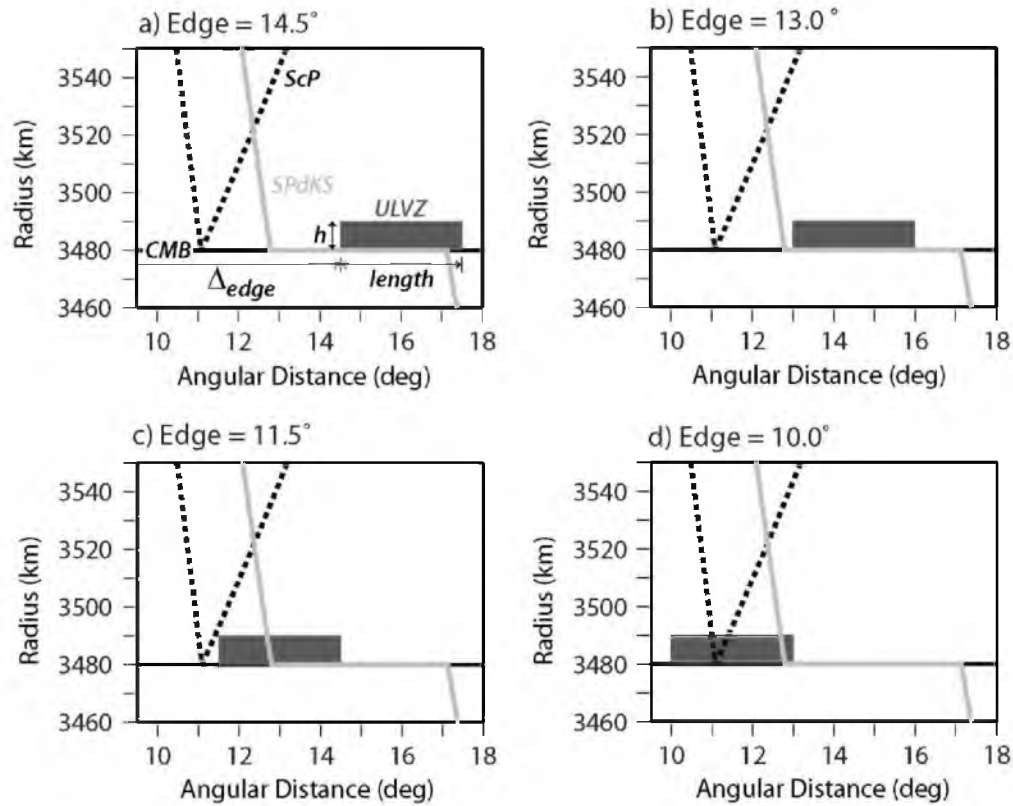 a) Edge = 14.5°
3540
3520
3500
3480
3460
Radius (km)
ScP
SPdKS
ULVZ
h
CMB
Δedge
length
10 12 14 16 18
Angular Distance (deg)
b) Edge = 13.0 °
3540
3520
3500
3480
3460
Radius (km)
10 12 14 16 18
Angular Distance (deg)
c) Edge = 11.5°
3540
3520
3500
3480
3460
Radius (km)
10 12 14 16 18
Angular Distance (deg)
d) Edge = 10.0°
3540
3520
3500
3480
3460
Radius (km)
10 12 14 16 18
Angular Distance (deg)